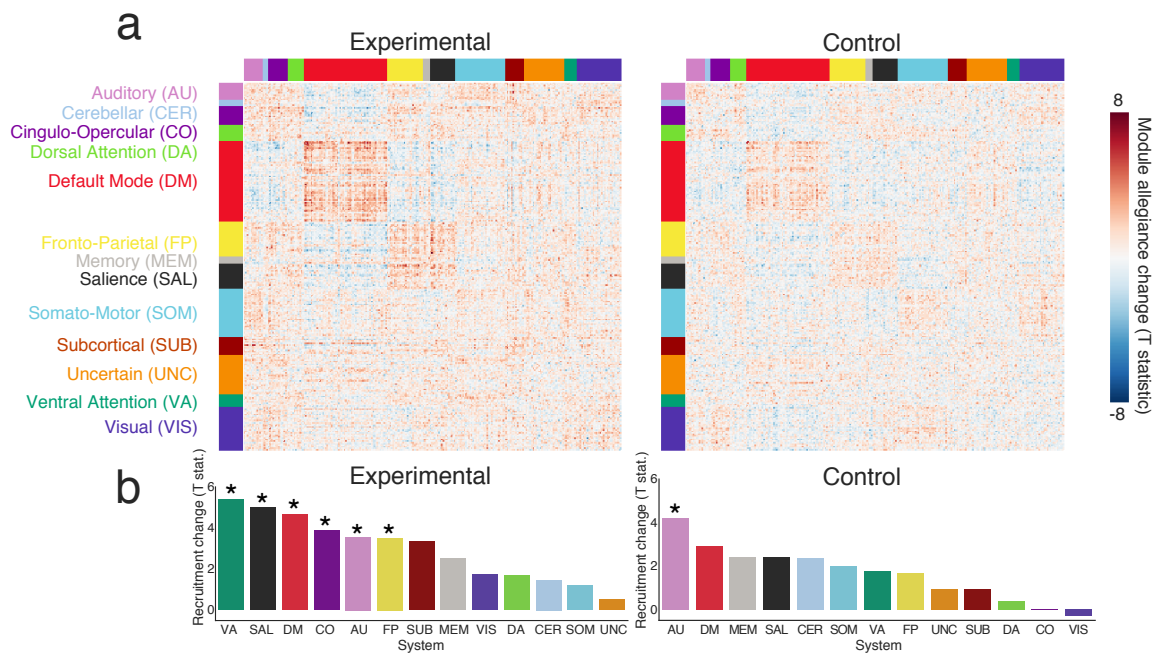 a
Experimental
Control
Auditory (AU)
Cerebellar (CER)
Cingulo-Opercular (CO)
Dorsal Attention (DA)
Default Mode (DM)
Fronto-Parietal (FP)
Memory (MEM)
Salience (SAL)
Somato-Motor (SOM)
Subcortical (SUB)
Uncertain (UNC)
Ventral Attention (VA)
Visual (VIS)
8
-8
Module allegiance change (T statistic)
b
Experimental
Recruitment change (T stat.)
6
4
2
0
* * * * * *
VA SAL DM CO AU FP SUB MEM VIS DA CER SOM UNC
System
Control
Recruitment change (T stat.)
6
4
2
0
*
AU DM MEM SAL CER SOM VA FP UNC SUB DA CO VIS
System